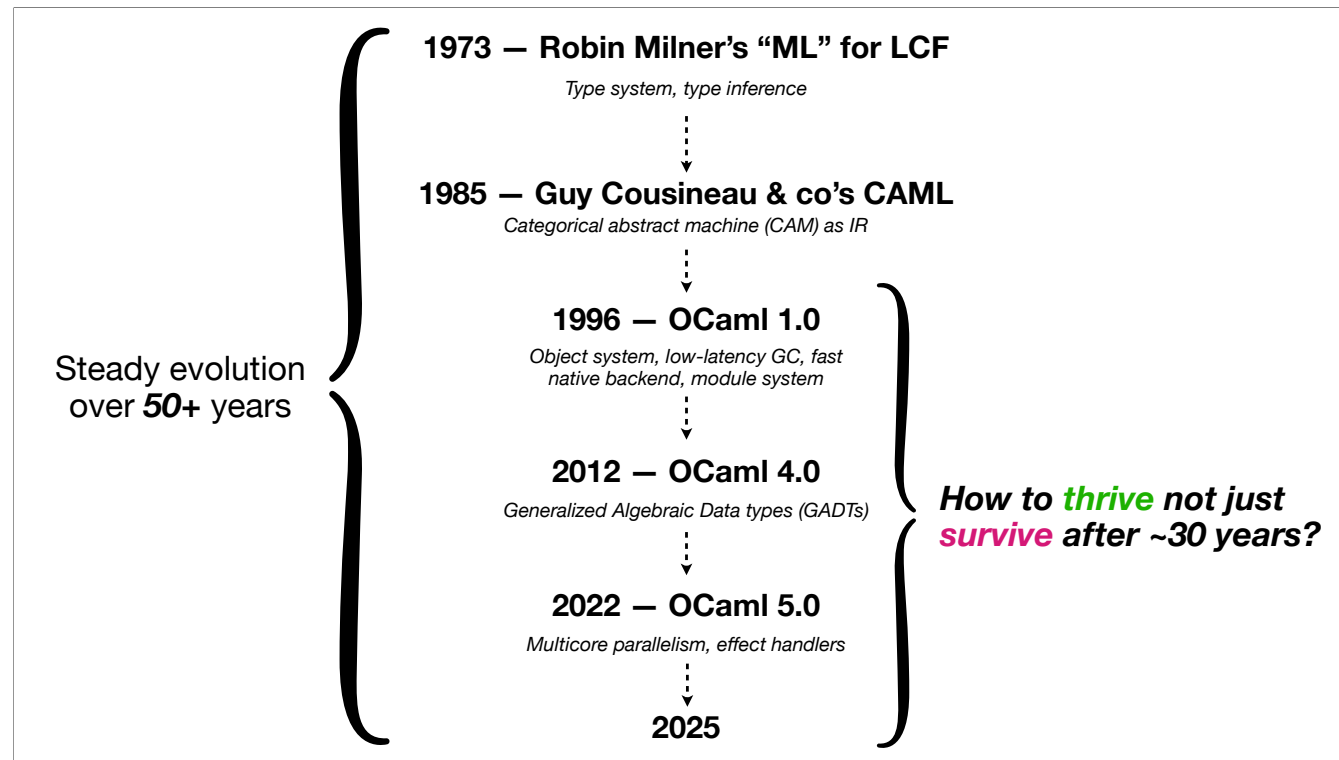 1973 — Robin Milner's “ML” for LCF
Type system, type inference
1985 — Guy Cousineau & co's CAML
Categorical abstract machine (CAM) as IR
1996 — OCaml 1.0
Object system, low-latency GC, fast
native backend, module system
Steady evolution
over 50+ years
2012 — OCaml 4.0
Generalized Algebraic Data types (GADTs)
How to thrive not just
survive after ~30 years?
2022 — OCaml 5.0
Multicore parallelism, effect handlers
2025